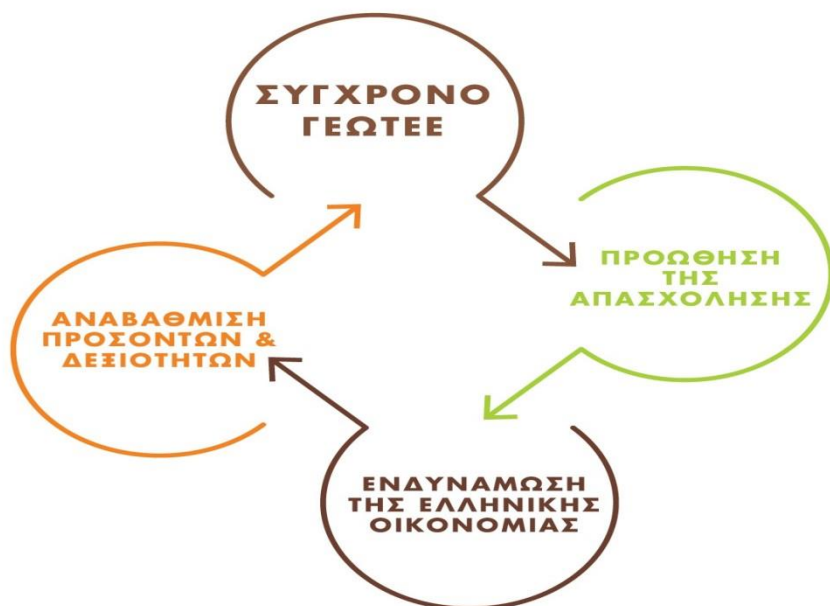 ΣΥΓΧΡΟΝΟ
ΓΕΩΤΕΕ
ΠΡΟΩΘΗΣΗ
ΤΗΣ
ΑΠΑΣΧΟΛΗΣΗΣ
ΕΝΔΥΝΑΜΩΣΗ
ΤΗΣ ΕΛΛΗΝΙΚΗΣ
ΟΙΚΟΝΟΜΙΑΣ
ΑΝΑΒΑΘΜΙΣΗ
ΠΡΟΣΟΝΤΩΝ &
ΔΕΞΙΟΤΗΤΩΝ